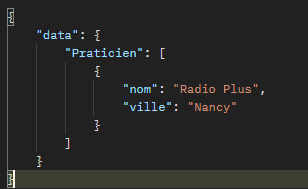 {
    "data": {
        "Praticien": [
            {
                "nom": "Radio Plus",
                "ville": "Nancy"
            }
        ]
    }
}